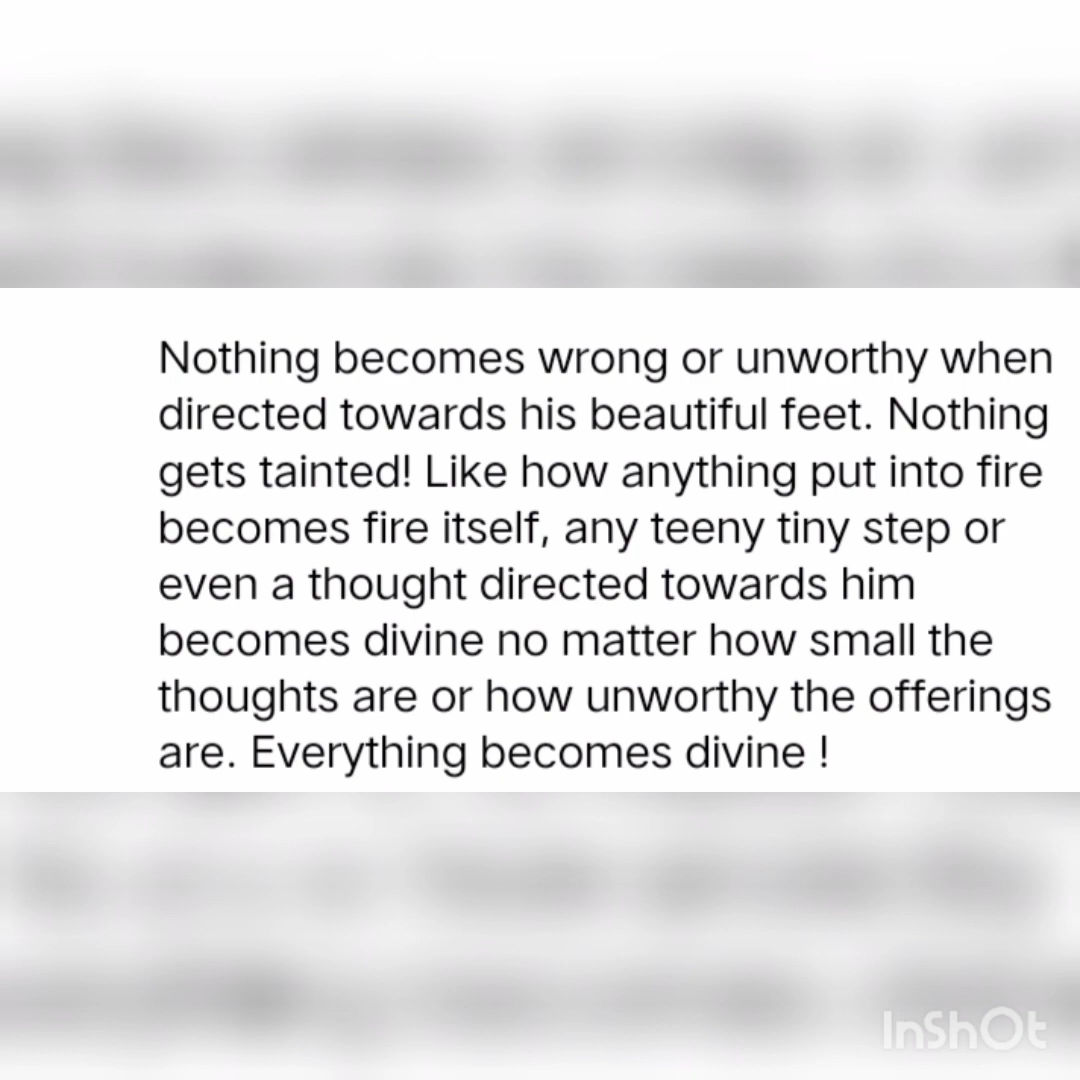 Nothing becomes wrong or unworthy when
directed towards his beautiful feet. Nothing
gets tainted! Like how anything put into fire
becomes fire itself, any teeny tiny step or
even a thought directed towards him
becomes divine no matter how small the
thoughts are or how unworthy the offerings
are. Everything becomes divine !
InShOt